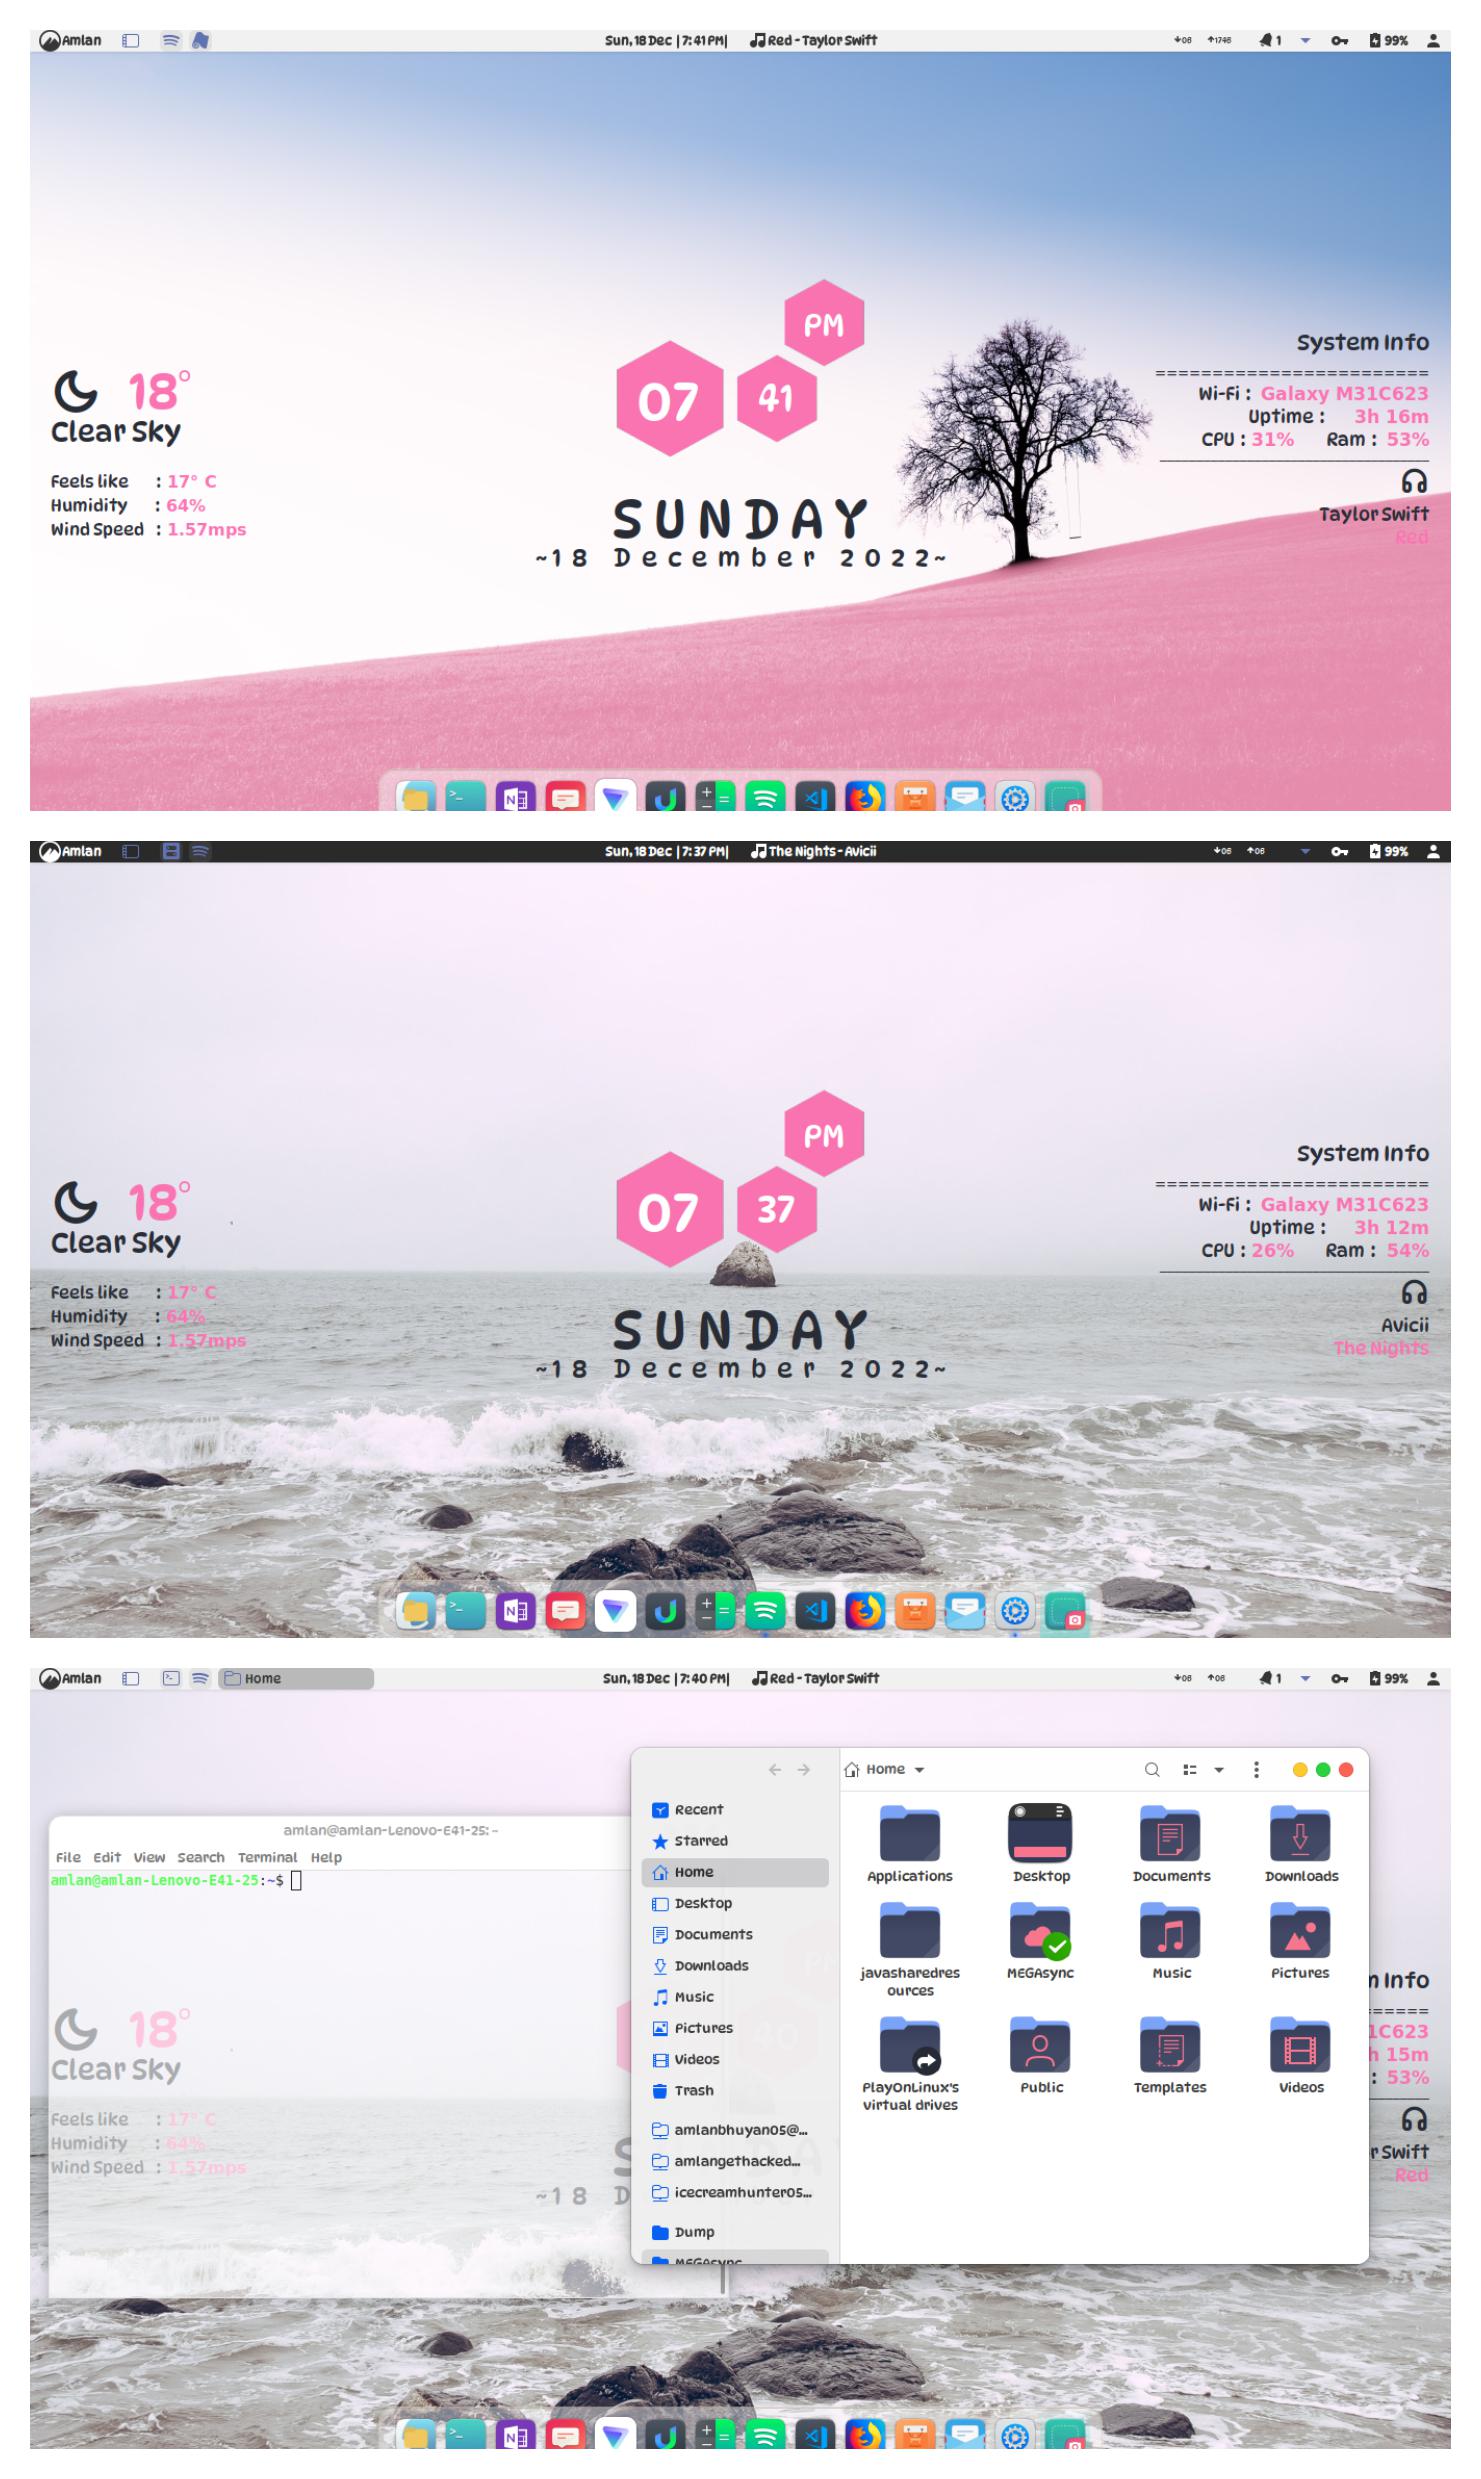 Amlan
Sun, 18 Dec | 7:41 PM|
Red - Taylor Swift
1
99%
PM
07
41
18°
Clear Sky
Feels like : 17° C
Humidity : 64%
Wind Speed : 1.57mps
SUNDAY
~18 December 2022~
System Info
========================
Wi-Fi : Galaxy M31C623
Uptime : 3h 16m
CPU : 31% Ram : 53%
Taylor Swift
Red
Amlan
Sun, 18 Dec | 7:37 PM|
The Nights - Avicii
99%
PM
07
37
18°
Clear Sky
Feels like : 17° C
Humidity : 64%
Wind Speed : 1.57mps
SUNDAY
~18 December 2022~
System Info
========================
Wi-Fi : Galaxy M31C623
Uptime : 3h 12m
CPU : 26% Ram : 54%
Avicii
The Nights
Amlan
Home
Sun, 18 Dec | 7:40 PM|
Red - Taylor Swift
1
99%
amlan@amlan-Lenovo-E41-25: ~
File Edit View Search Terminal Help
amlan@amlan-Lenovo-E41-25:~$
18°
Clear Sky
Feels like : 17° C
Humidity : 64%
Wind Speed : 1.57mps
~18 D
Home
Recent
Starred
Home
Desktop
Documents
Downloads
Music
Pictures
Videos
Trash
amlanbhuyan05@...
amlangethacked...
icecreamhunter05...
Dump
MEGAsync
Applications
Desktop
Documents
Downloads
javasharedres
ources
MEGAsync
Music
Pictures
PlayOnLinux's
virtual drives
Public
Templates
Videos
Info
=====
1C623
h 15m
: 53%
r Swift
Red